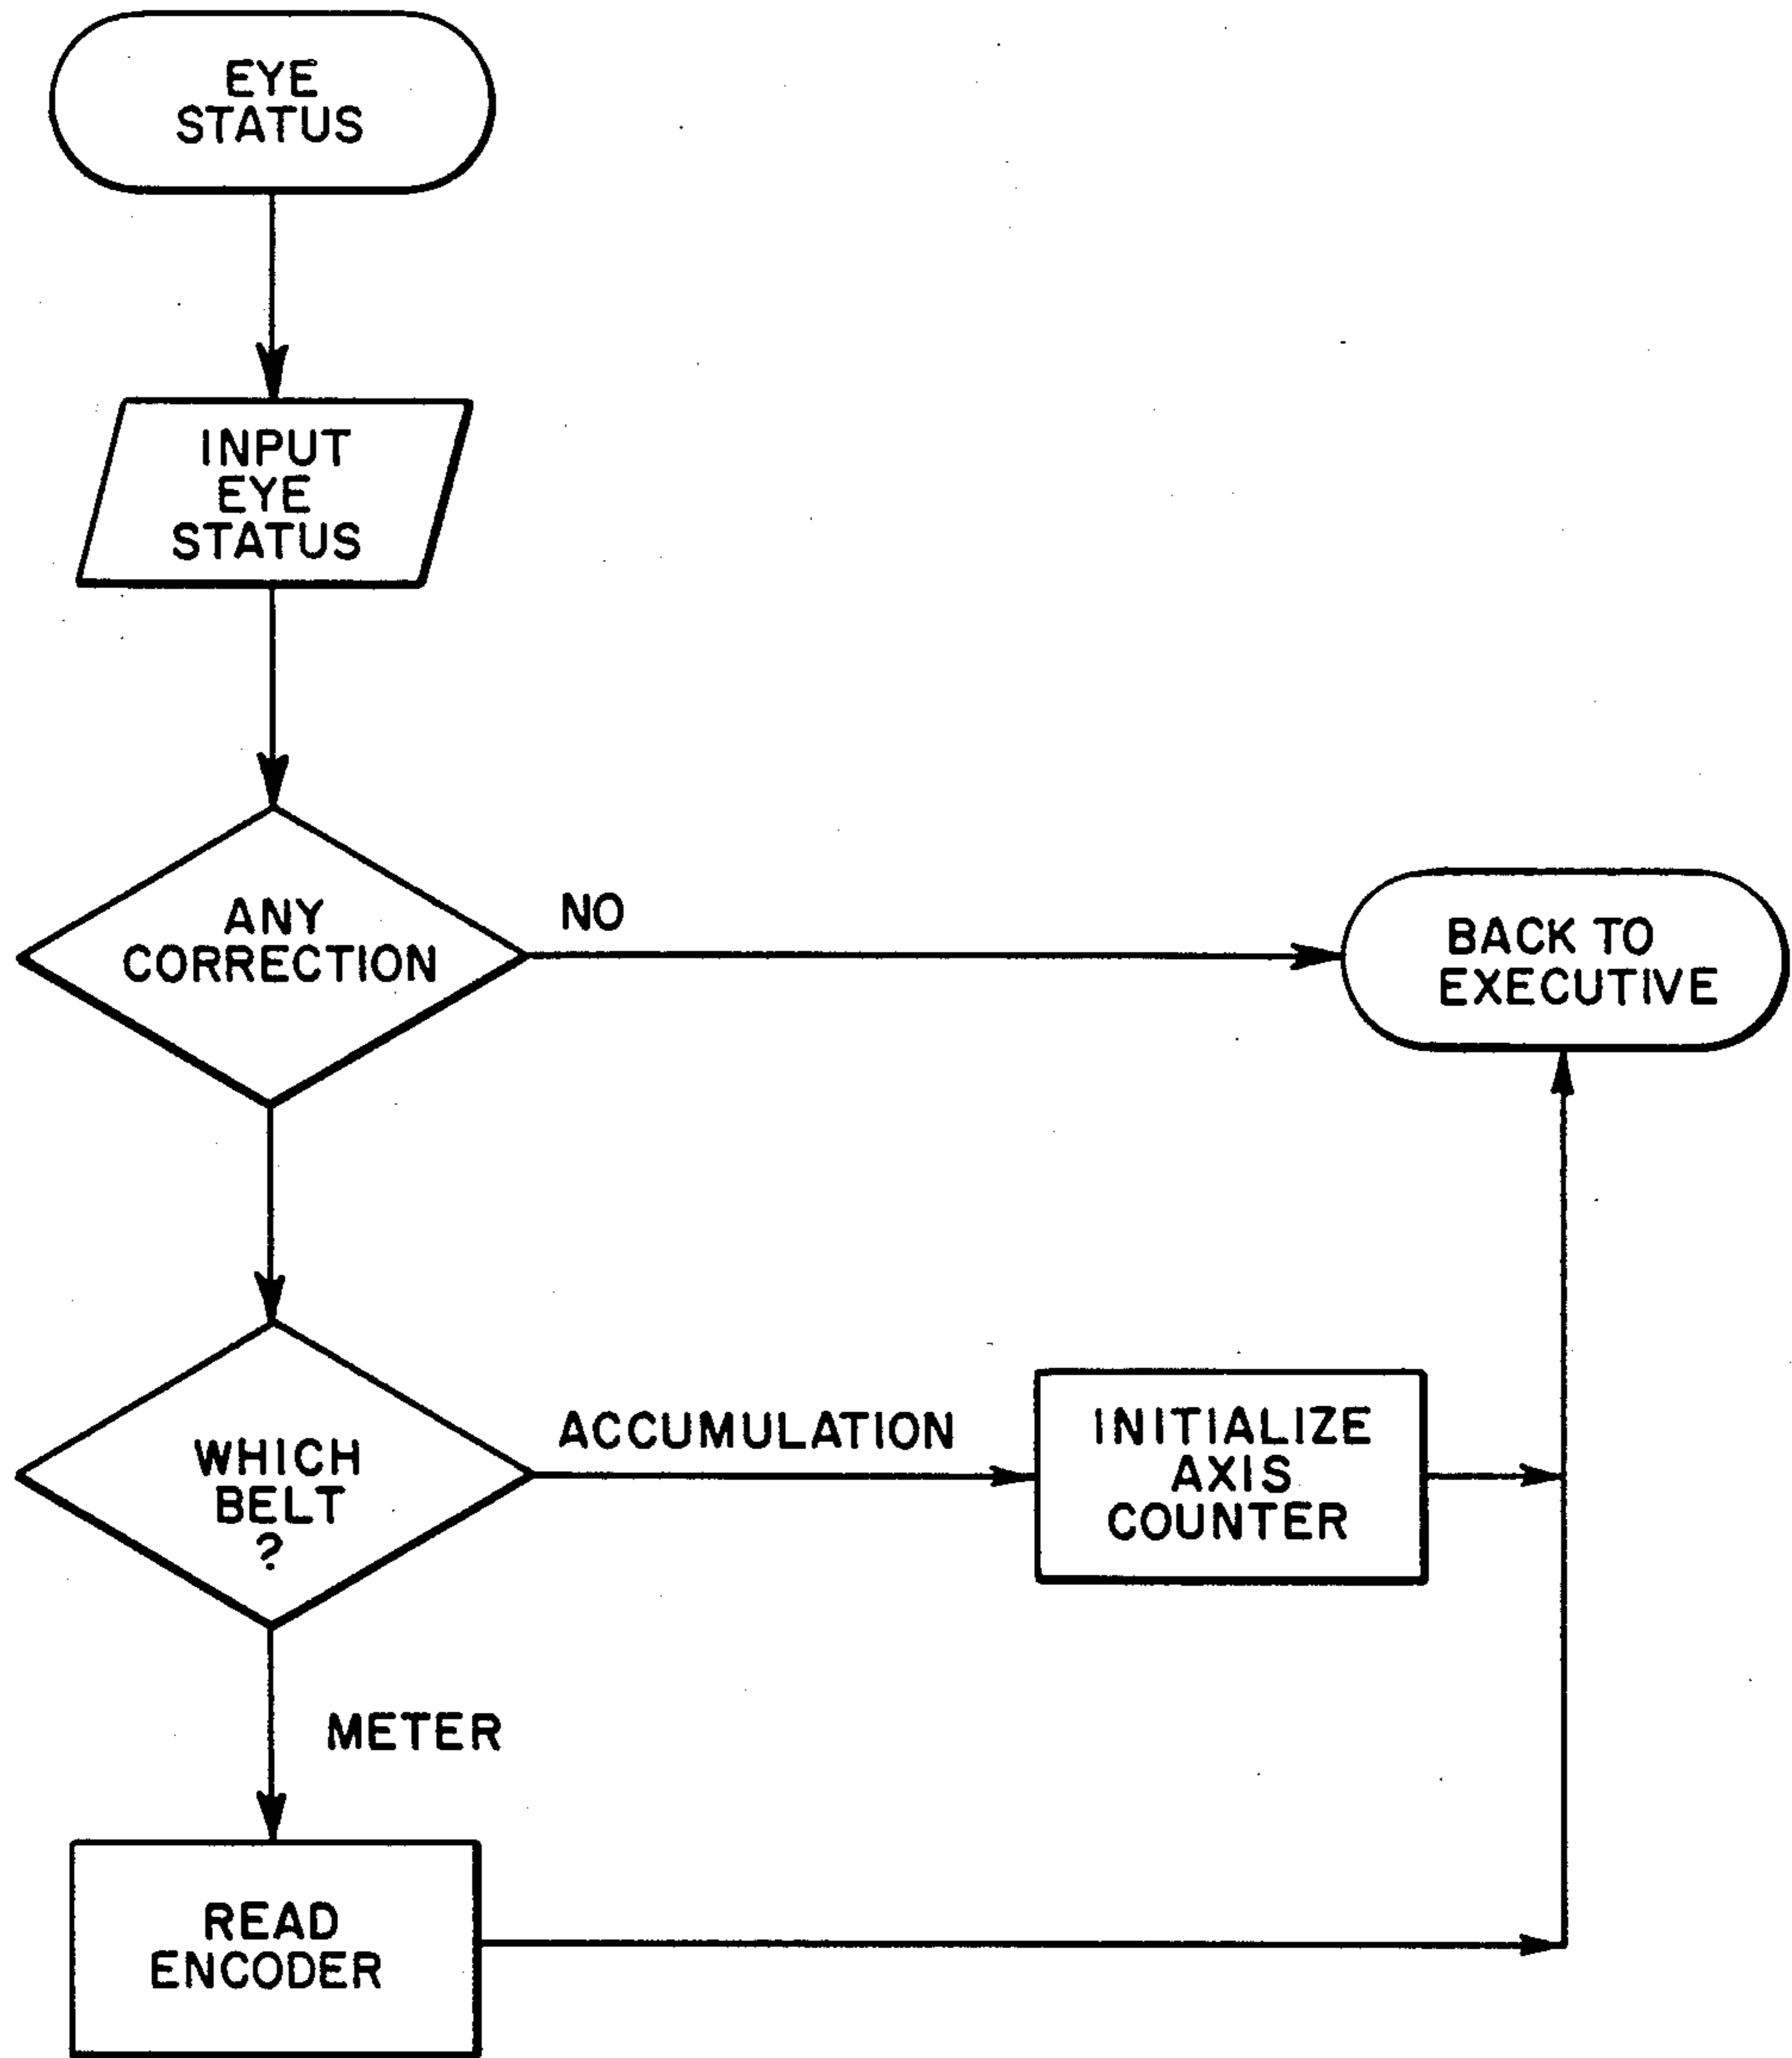 EYE
STATUS
INPUT
EYE
STATUS
ANY
CORRECTION
NO
BACK TO
EXECUTIVE
WHICH
BELT
?
ACCUMULATION
INITIALIZE
AXIS
COUNTER
METER
READ
ENCODER